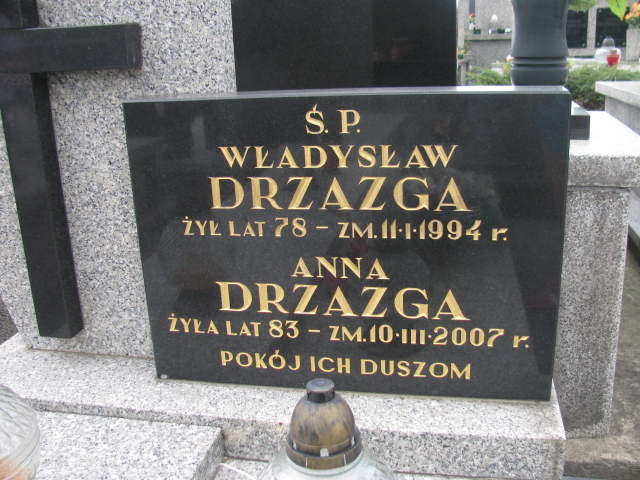 Ś. P.
WŁADYSŁAW
DRZAZGA
ŻYŁ LAT 78 – ZM. 11·I·1994 r.
ANNA
DRZAZGA
ŻYŁA LAT 83 – ZM. 10·III·2007 r.
POKÓJ ICH DUSZOM